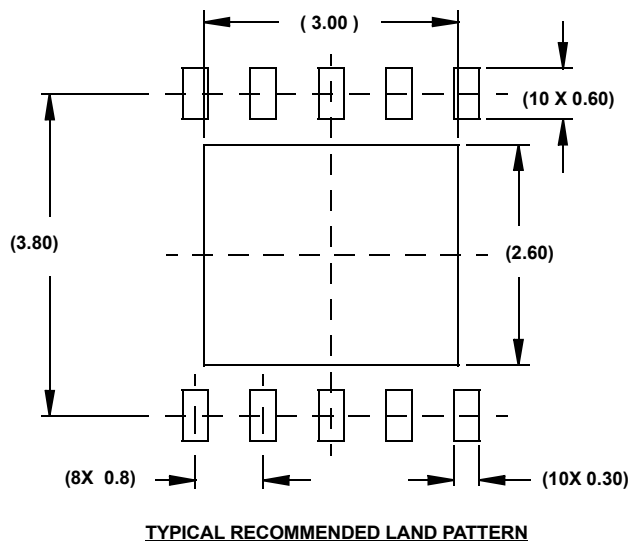 ( 3.00 )
(10 X 0.60)
(3.80)
(2.60)
(8X 0.8)
(10X 0.30)
TYPICAL RECOMMENDED LAND PATTERN